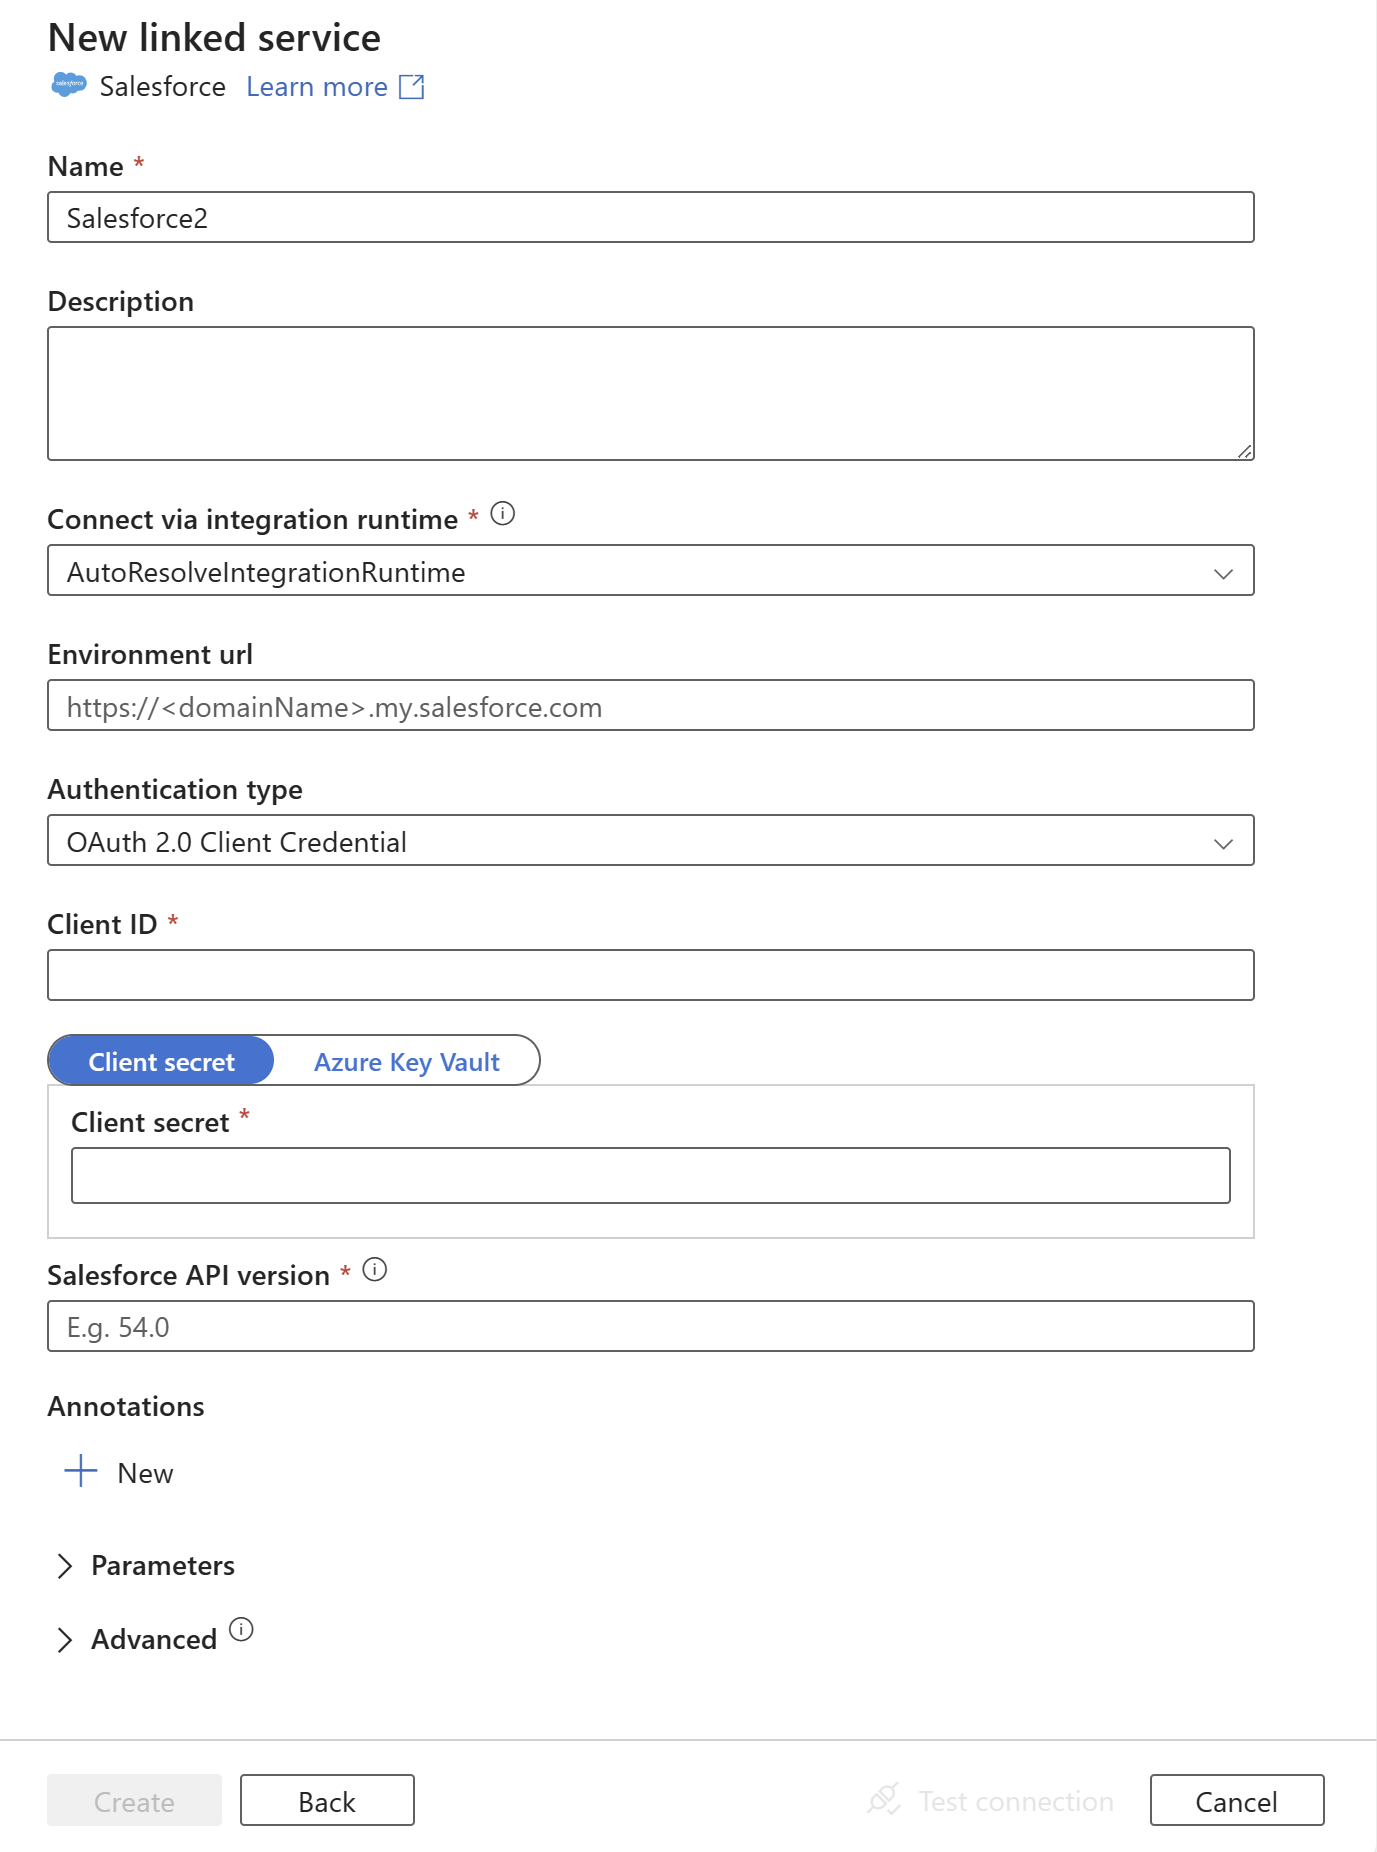 New linked service
salesforce Salesforce Learn more
Name *
Salesforce2
Description
Connect via integration runtime *
AutoResolveIntegrationRuntime
Environment url
https://<domainName>.my.salesforce.com
Authentication type
OAuth 2.0 Client Credential
Client ID *
Client secret Azure Key Vault
Client secret *
Salesforce API version *
E.g. 54.0
Annotations
New
Parameters
Advanced
Create Back Test connection Cancel